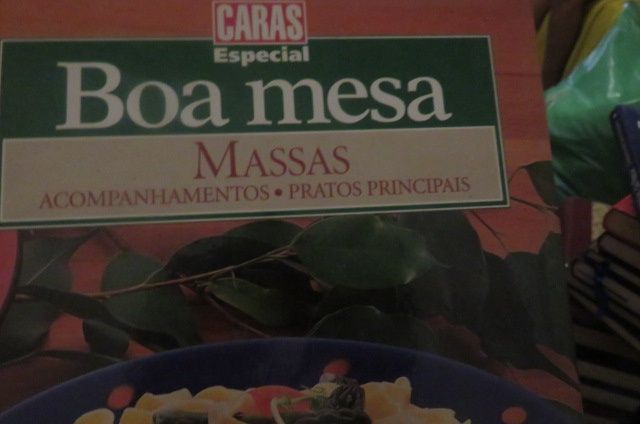 CARAS
Especial
Boa mesa
MASSAS
ACOMPANHAMENTOS • PRATOS PRINCIPAIS